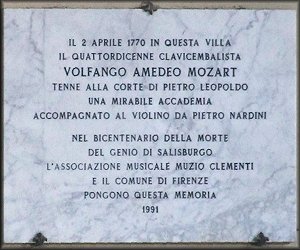 IL 2 APRILE 1770 IN QUESTA VILLA
IL QUATTORDICENNE CLAVICEMBALISTA
VOLFANGO AMEDEO MOZART
TENNE ALLA CORTE DI PIETRO LEOPOLDO
UNA MIRABILE ACCADEMIA
ACCOMPAGNATO AL VIOLINO DA PIETRO NARDINI
NEL BICENTENARIO DELLA MORTE
DEL GENIO DI SALISBURGO
L'ASSOCIAZIONE MUSICALE MUZIO CLEMENTI
E IL COMUNE DI FIRENZE
PONGONO QUESTA MEMORIA
1991